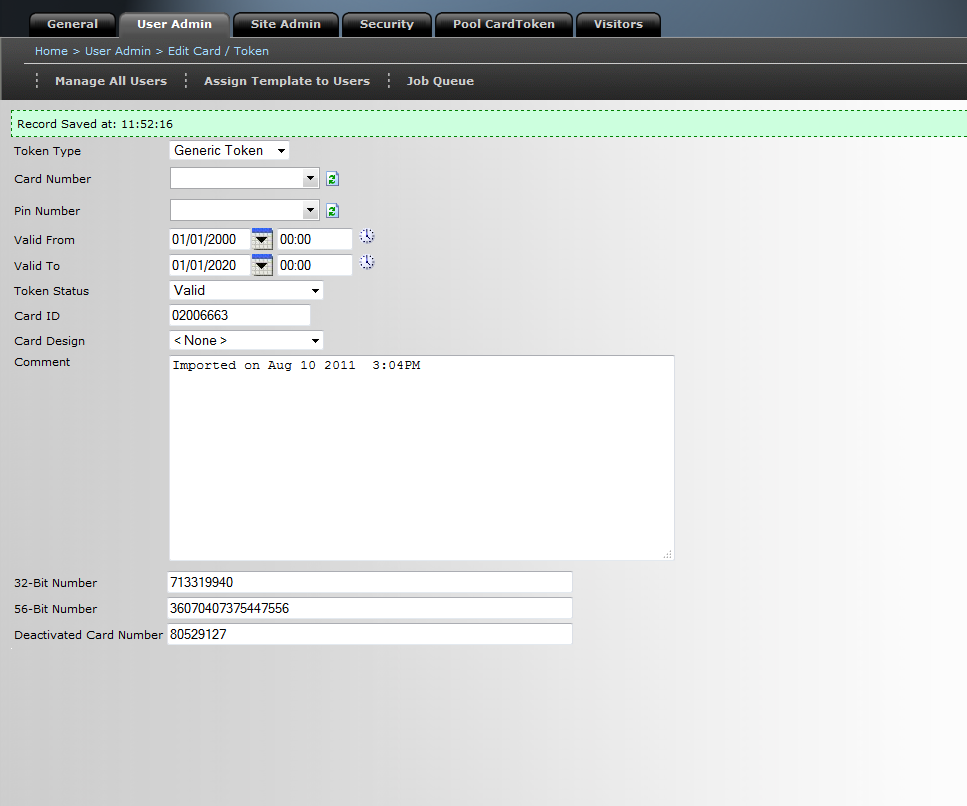 General User Admin Site Admin Security Pool CardToken Visitors
Home > User Admin > Edit Card / Token
Manage All Users Assign Template to Users Job Queue
Record Saved at: 11:52:16
Token Type Generic Token
Card Number
Pin Number
Valid From 01/01/2000 00:00
Valid To 01/01/2020 00:00
Token Status Valid
Card ID 02006663
Card Design < None >
Comment Imported on Aug 10 2011  3:04PM
32-Bit Number 713319940
56-Bit Number 36070407375447556
Deactivated Card Number 80529127